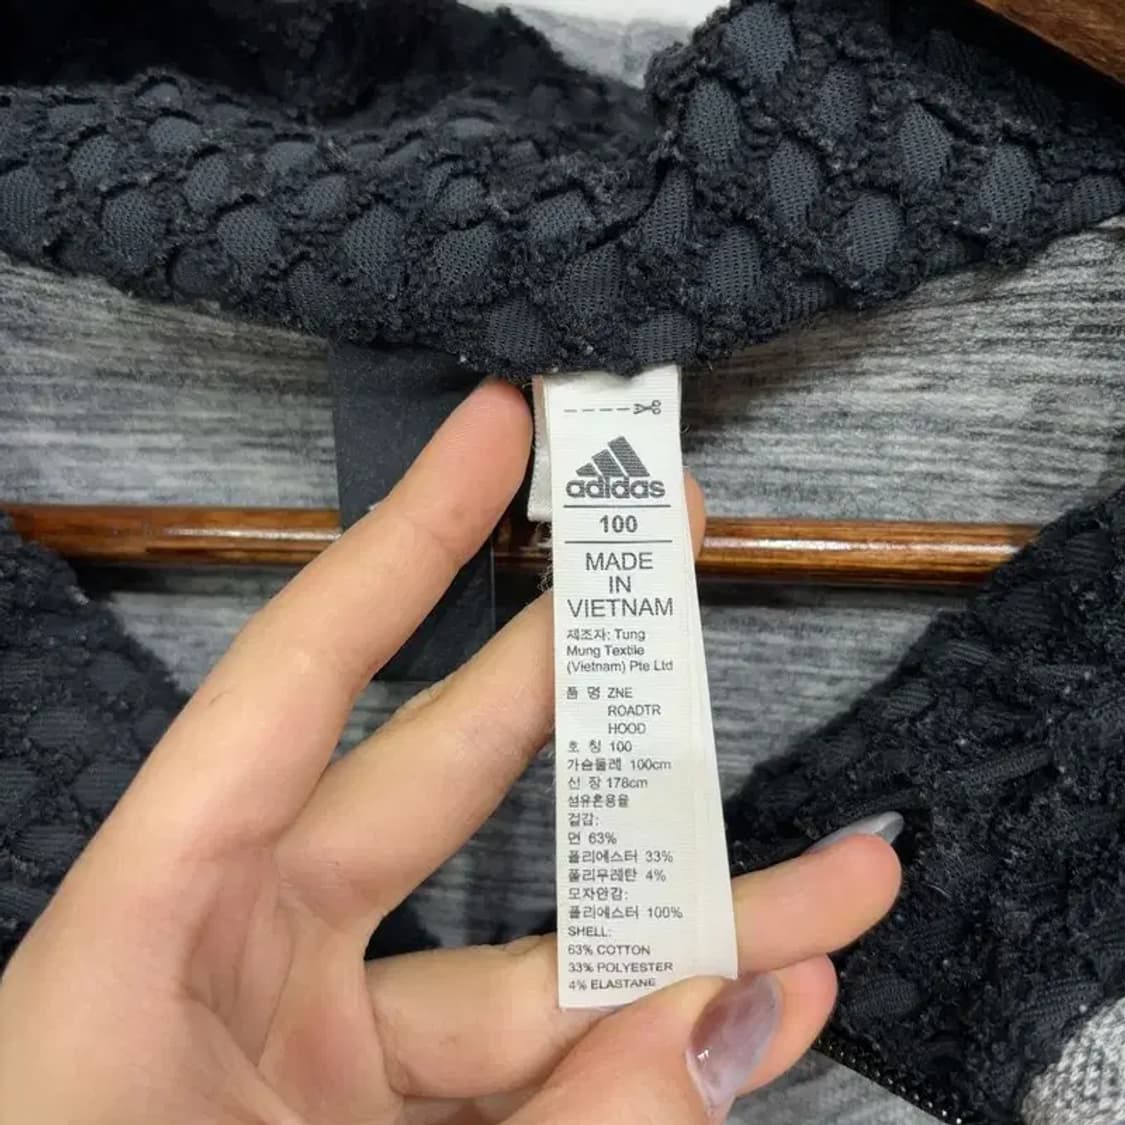 adidas
100
MADE
IN
VIETNAM
제조자: Tung
Mung Textile
(Vietnam) Pte Ltd
품 명 ZNE
ROADTR
HOOD
호 칭 100
가슴둘레 100cm
신 장 178cm
섬유혼용율
겉감:
면 63%
폴리에스터 33%
폴리우레탄 4%
모자안감:
폴리에스터 100%
SHELL:
63% COTTON
33% POLYESTER
4% ELASTANE